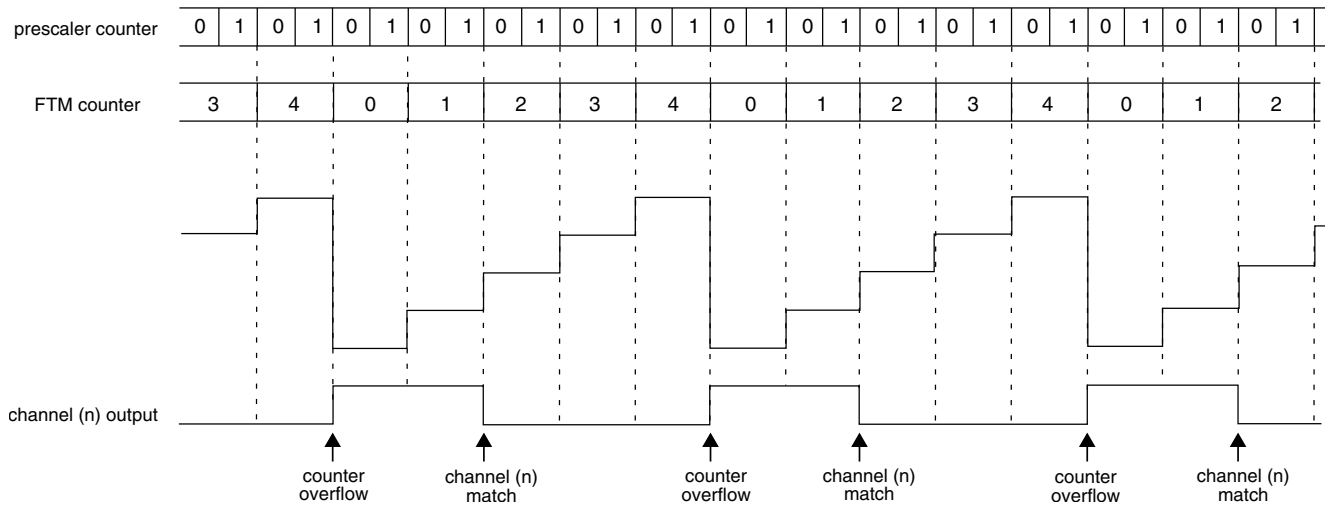 prescaler counter 0 1 0 1 0 1 0 1 0 1 0 1 0 1 0 1 0 1 0 1 0 1 0 1 0 1 0 1 0 1
FTM counter 3 4 0 1 2 3 4 0 1 2 3 4 0 1 2
channel (n) output
counter overflow
channel (n) match
counter overflow
channel (n) match
counter overflow
channel (n) match